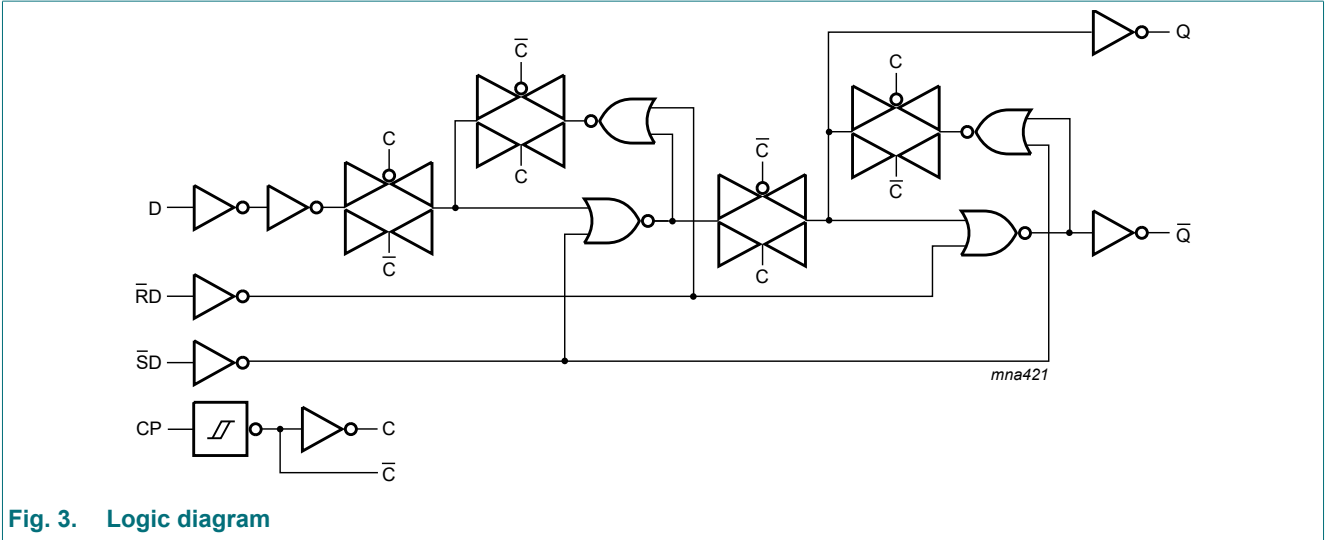 Q
C̅
C
C
C̅
C
D
C̅
Q̅
C̅
C
C
R̅D
S̅D
mna421
CP
C
C̅
Fig. 3. Logic diagram